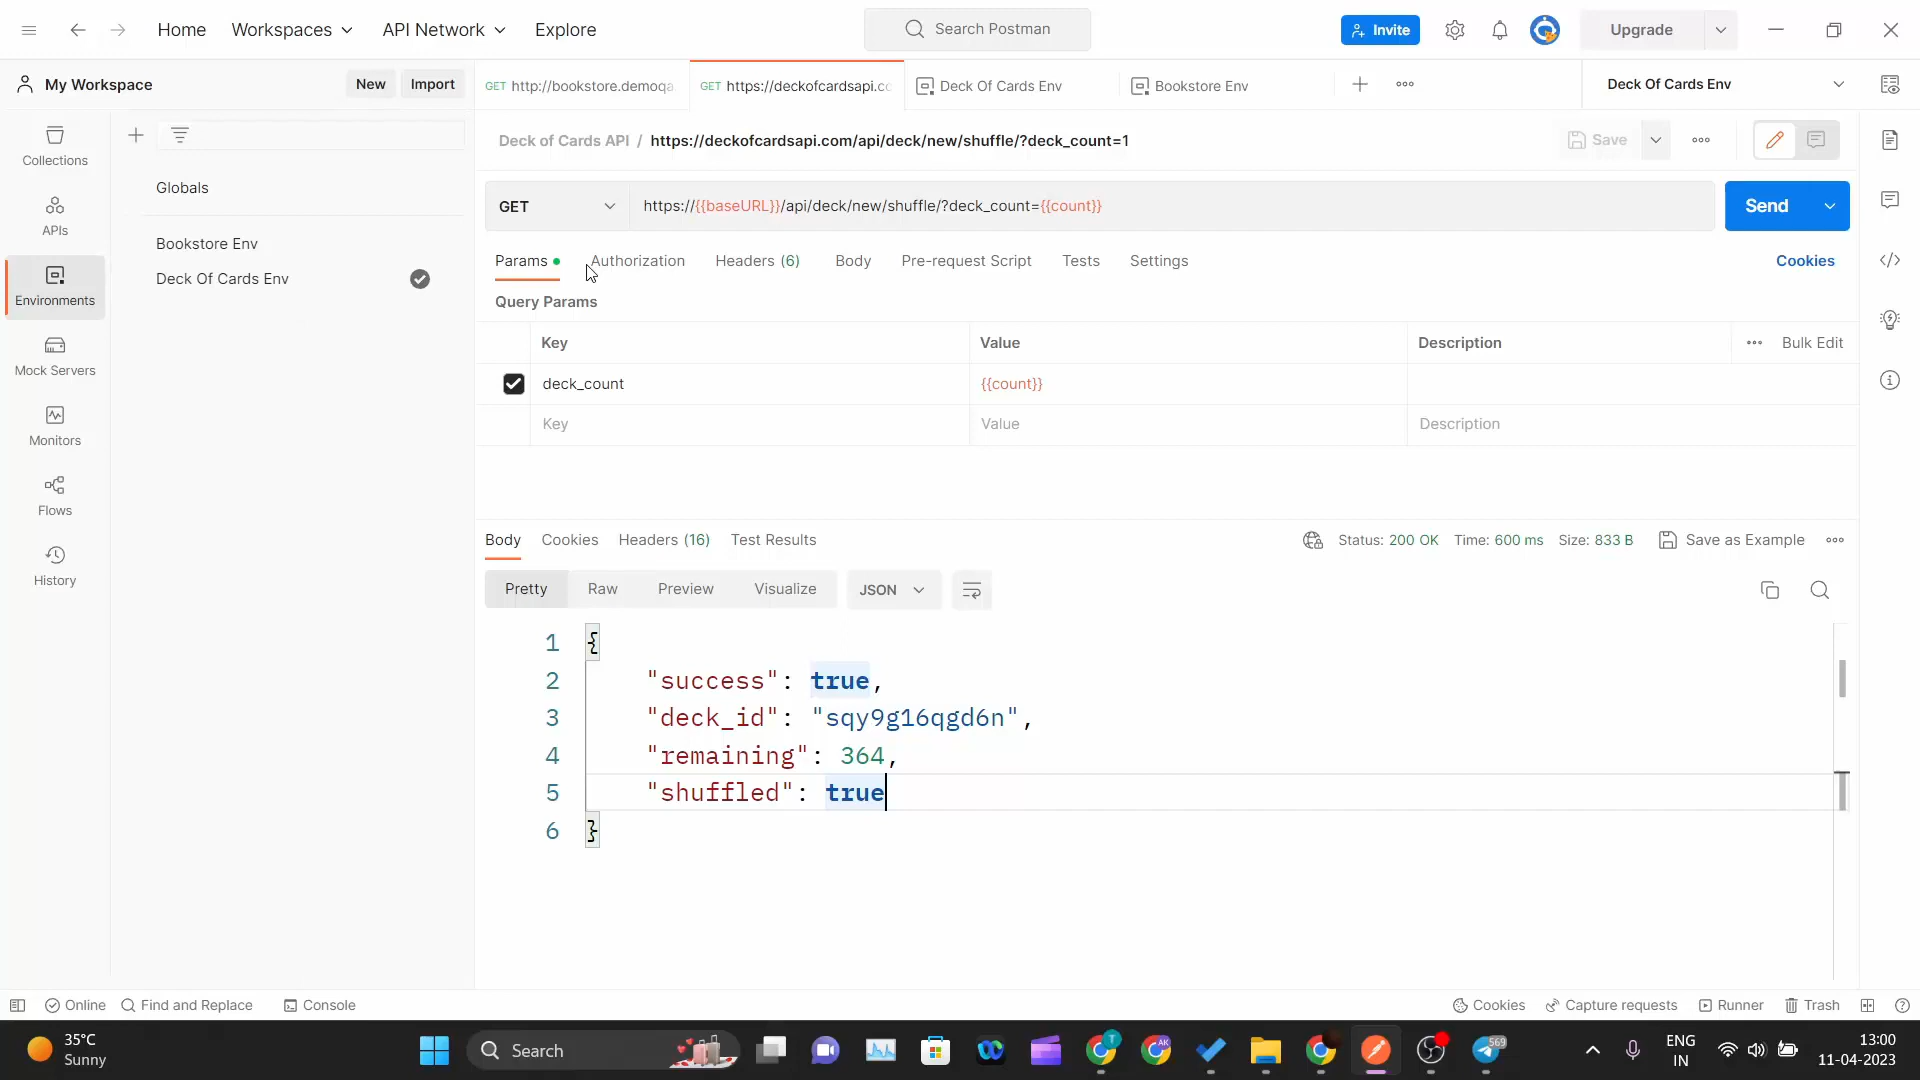 Home
Workspaces
API Network
Explore
Search Postman
Invite
Upgrade
My Workspace
New
Import
GET http://bookstore.demoqa.
GET https://deckofcardsapi.co
Deck Of Cards Env
Bookstore Env
Deck Of Cards Env
Collections
APIs
Environments
Mock Servers
Monitors
Flows
History
Globals
Bookstore Env
Deck Of Cards Env
Deck of Cards API / https://deckofcardsapi.com/api/deck/new/shuffle/?deck_count=1
Save
GET
https://{{baseURL}}/api/deck/new/shuffle/?deck_count={{count}}
Send
Params
Authorization
Headers (6)
Body
Pre-request Script
Tests
Settings
Cookies
Query Params
Key
Value
Description
Bulk Edit
deck_count
{{count}}
Key
Value
Description
Body
Cookies
Headers (16)
Test Results
Status: 200 OK
Time: 600 ms
Size: 833 B
Save as Example
Pretty
Raw
Preview
Visualize
JSON
1 {
2 "success": true,
3 "deck_id": "sqy9g16qgd6n",
4 "remaining": 364,
5 "shuffled": true
6 }
Online
Find and Replace
Console
Cookies
Capture requests
Runner
Trash
35°C
Sunny
Search
T
AK
569
ENG
IN
13:00
11-04-2023